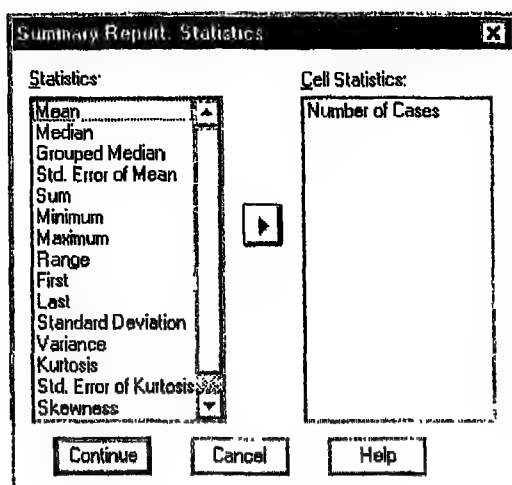 Summary Report: Statistics
Statistics:
Mean
Median
Grouped Median
Std. Error of Mean
Sum
Minimum
Maximum
Range
First
Last
Standard Deviation
Variance
Kurtosis
Std. Error of Kurtosis
Skewness
Cell Statistics:
Number of Cases
Continue
Cancel
Help